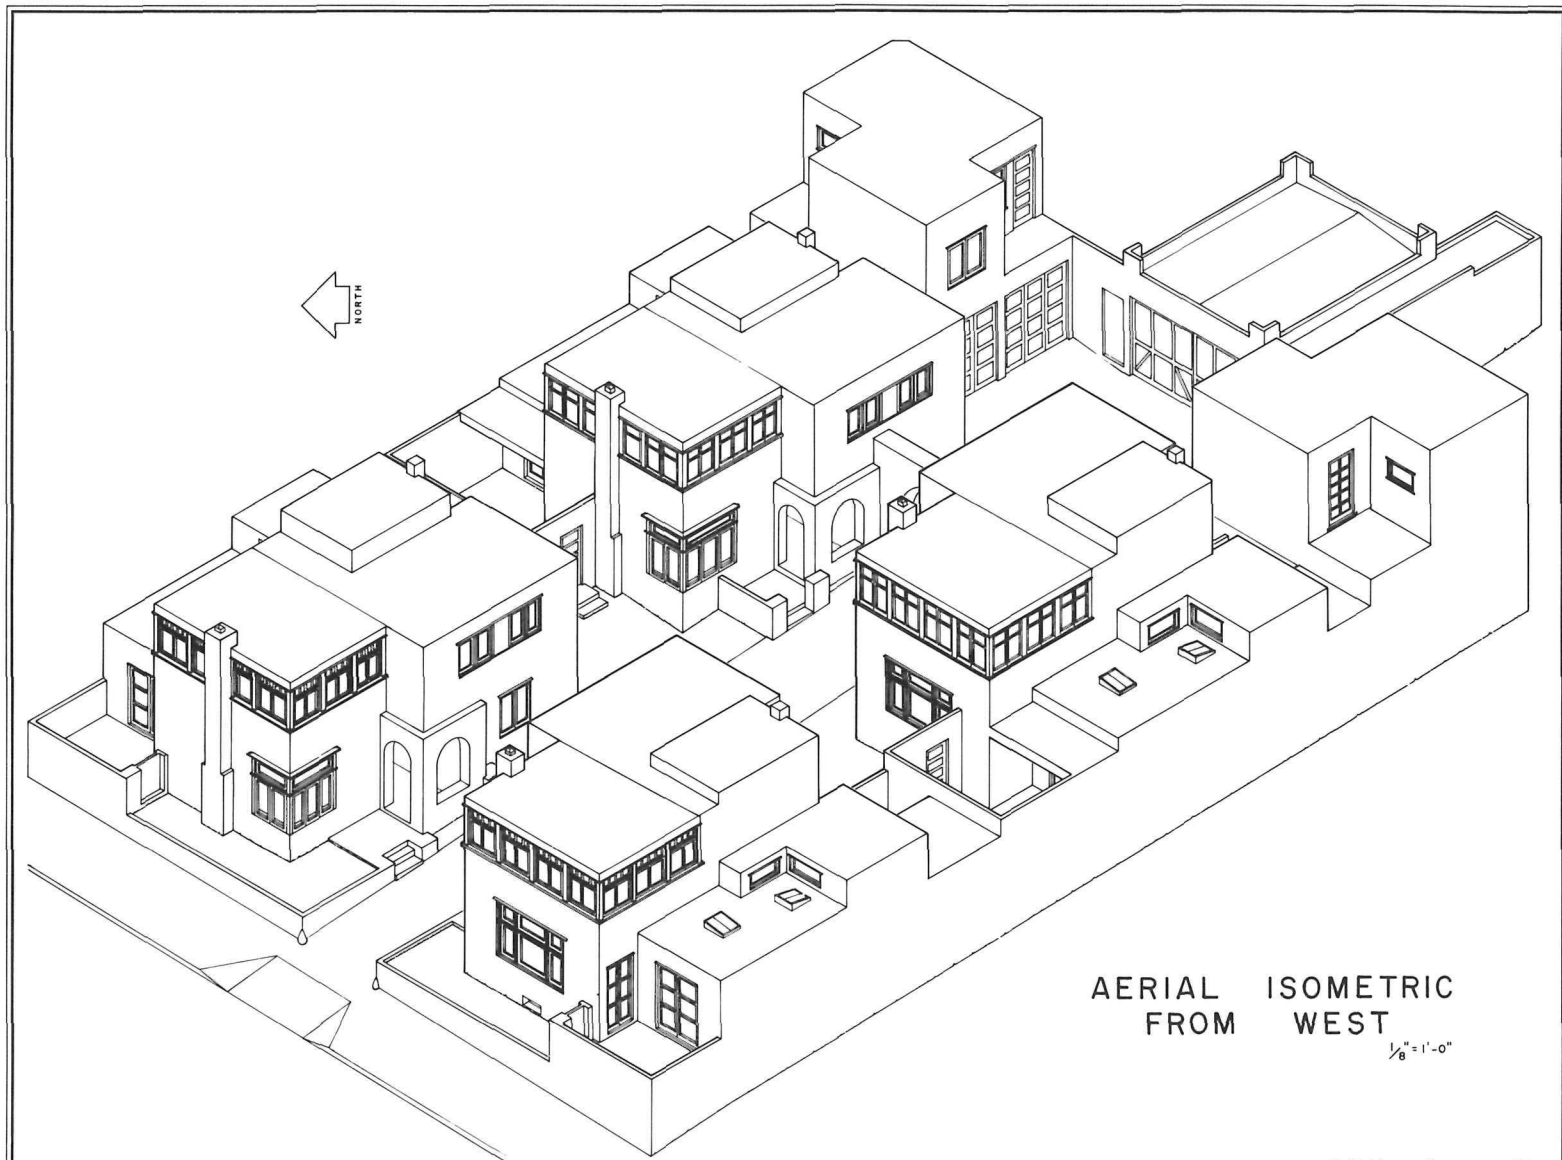 NORTH
AERIAL ISOMETRIC
FROM WEST
1/8" = 1'-0"